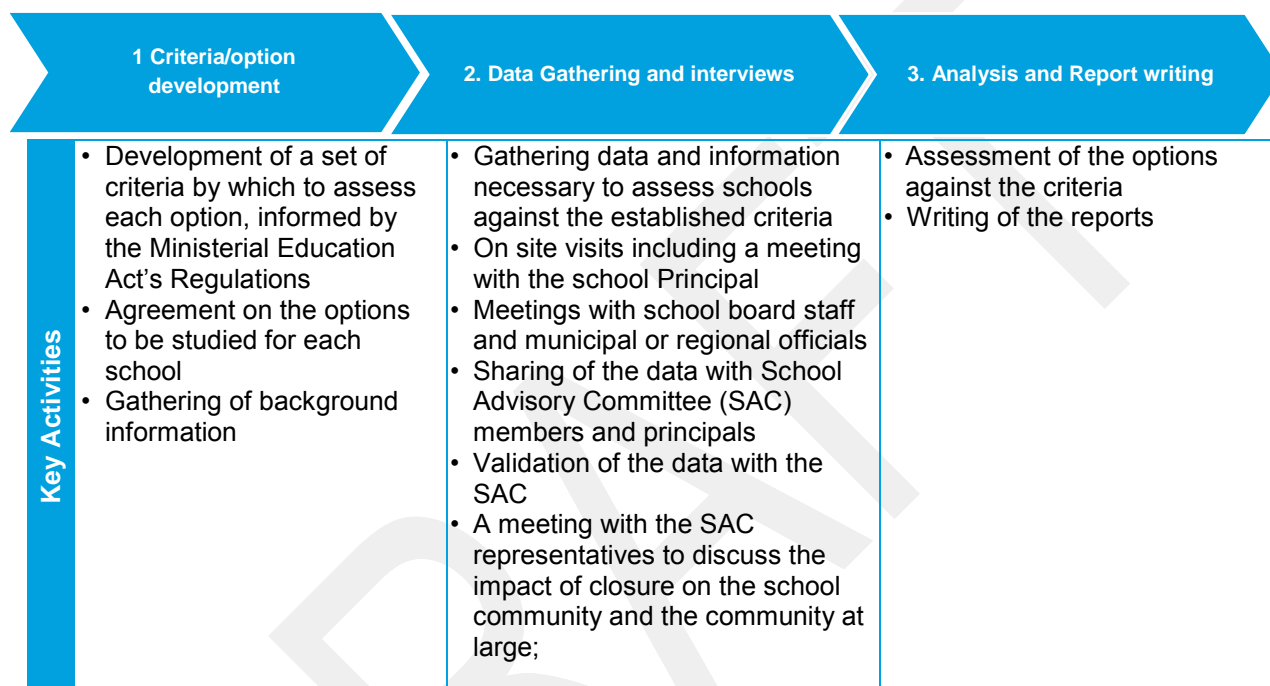 1 Criteria/option
development
2. Data Gathering and interviews
3. Analysis and Report writing
Key Activities
• Development of a set of
criteria by which to assess
each option, informed by
the Ministerial Education
Act's Regulations
• Agreement on the options
to be studied for each
school
• Gathering of background
information
• Gathering data and information
necessary to assess schools
against the established criteria
• On site visits including a meeting
with the school Principal
• Meetings with school board staff
and municipal or regional officials
• Sharing of the data with School
Advisory Committee (SAC)
members and principals
• Validation of the data with the
SAC
• A meeting with the SAC
representatives to discuss the
impact of closure on the school
community and the community at
large;
• Assessment of the options
against the criteria
• Writing of the reports
DRAFT